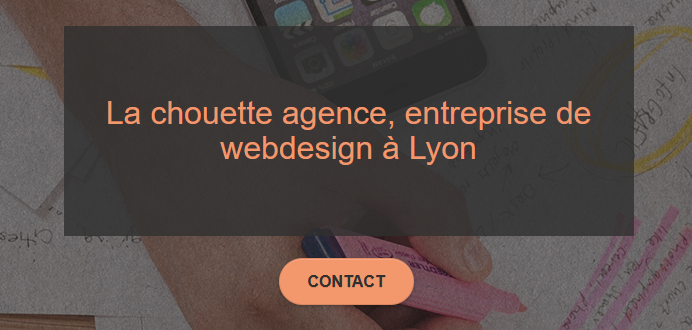 La chouette agence, entreprise de
webdesign à Lyon
CONTACT